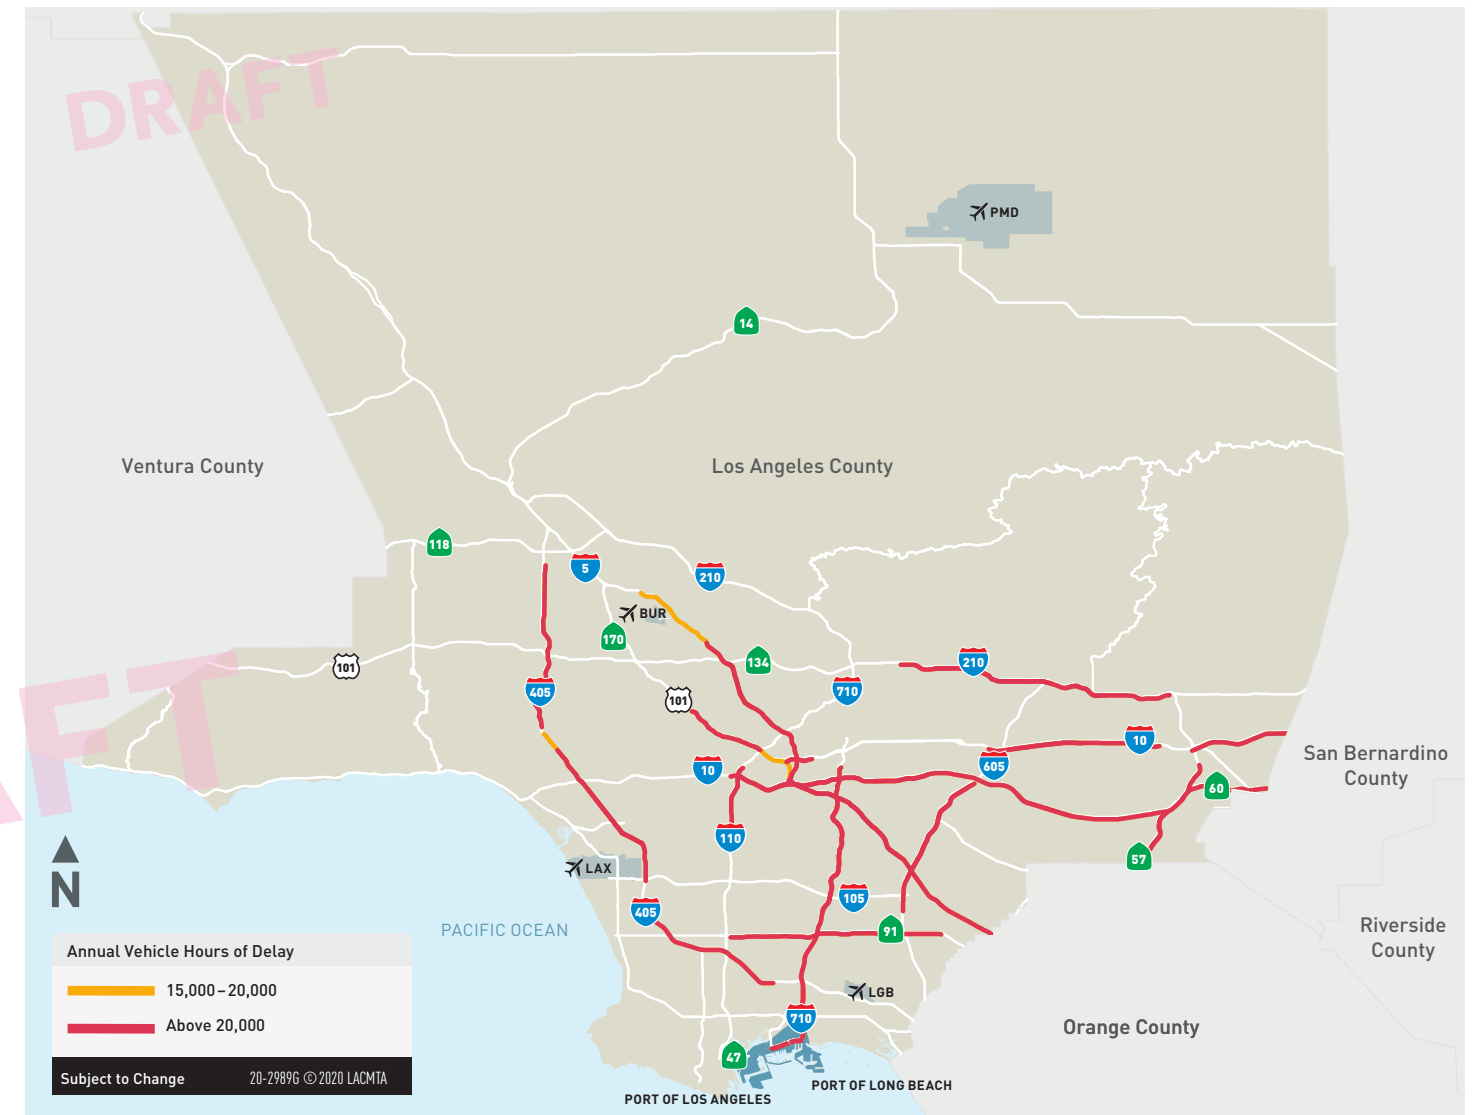 DRAFT
PMD
14
Ventura County
Los Angeles County
118
5
210
BUR
170
134
101
210
405
101
710
10
10
605
San Bernardino
County
60
110
57
LAX
N
105
405
PACIFIC OCEAN
91
Riverside
County
Annual Vehicle Hours of Delay
15,000–20,000
Above 20,000
LGB
710
Orange County
47
Subject to Change
20-2989G © 2020 LACMTA
PORT OF LONG BEACH
PORT OF LOS ANGELES
AFT